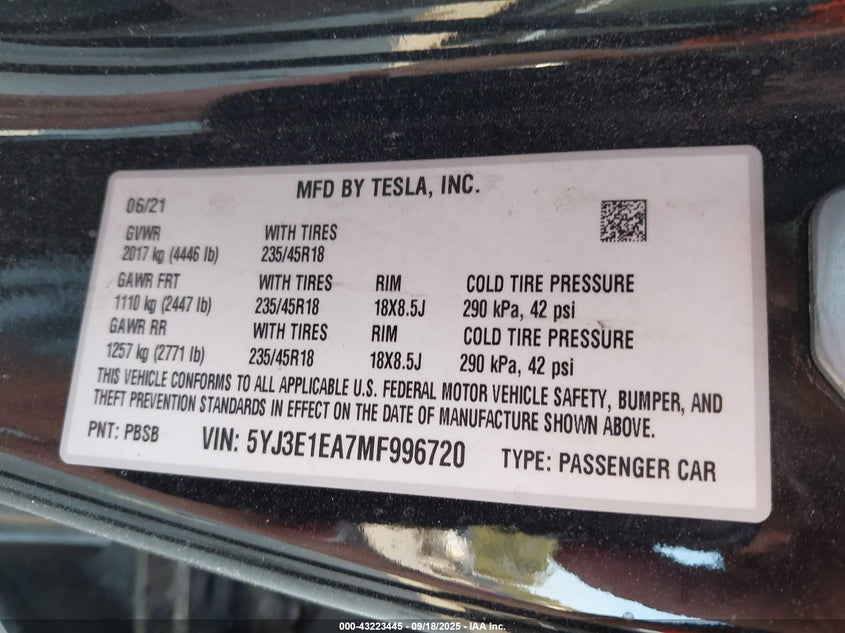 MFD BY TESLA, INC.
06/21
GVWR WITH TIRES
2017 kg (4446 lb) 235/45R18
GAWR FRT WITH TIRES RIM COLD TIRE PRESSURE
1110 kg (2447 lb) 235/45R18 18X8.5J 290 kPa, 42 psi
GAWR RR WITH TIRES RIM COLD TIRE PRESSURE
1257 kg (2771 lb) 235/45R18 18X8.5J 290 kPa, 42 psi
THIS VEHICLE CONFORMS TO ALL APPLICABLE U.S. FEDERAL MOTOR VEHICLE SAFETY, BUMPER, AND
THEFT PREVENTION STANDARDS IN EFFECT ON THE DATE OF MANUFACTURE SHOWN ABOVE.
PNT: PBSB VIN: 5YJ3E1EA7MF996720 TYPE: PASSENGER CAR
000-43223445 - 09/18/2025 - IAA Inc.